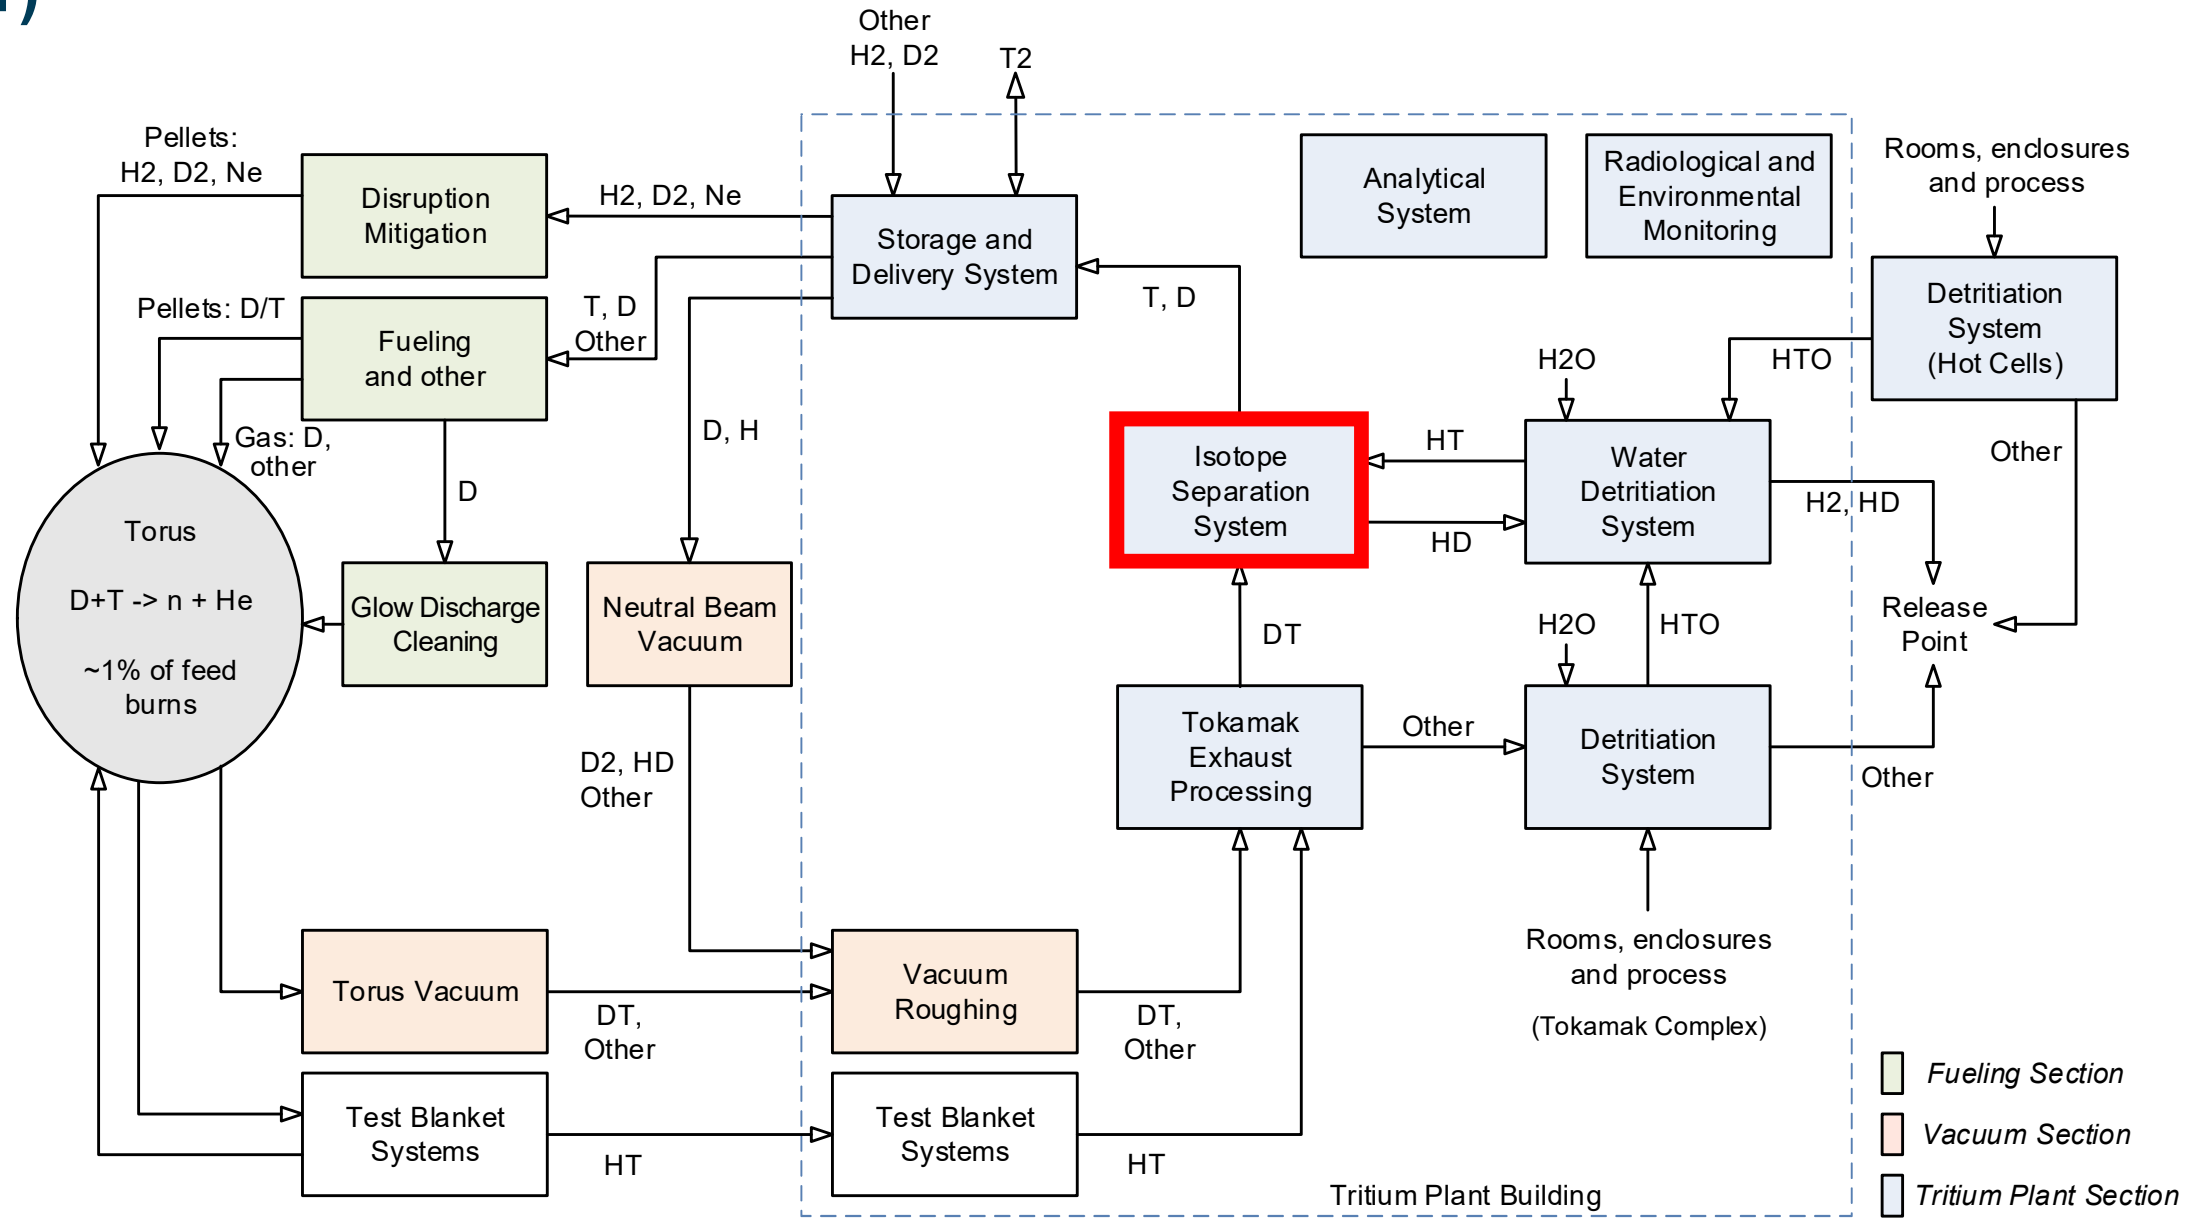 Other
H2, D2
T2
Pellets:
H2, D2, Ne
Disruption
Mitigation
H2, D2, Ne
Storage and
Delivery System
Analytical
System
Radiological and
Environmental
Monitoring
Rooms, enclosures
and process
Detritiation
System
(Hot Cells)
Pellets: D/T
Fueling
and other
T, D
Other
T, D
H2O
HTO
Gas: D,
other
D
D, H
Isotope
Separation
System
HT
HD
Water
Detritiation
System
H2, HD
Other
Torus
D+T -> n + He
~1% of feed
burns
Glow Discharge
Cleaning
Neutral Beam
Vacuum
DT
H2O
HTO
Release
Point
D2, HD
Other
Tokamak
Exhaust
Processing
Other
Detritiation
System
Other
Torus Vacuum
DT,
Other
Vacuum
Roughing
DT,
Other
Rooms, enclosures
and process
(Tokamak Complex)
Test Blanket
Systems
HT
Test Blanket
Systems
HT
Tritium Plant Building
Fueling Section
Vacuum Section
Tritium Plant Section